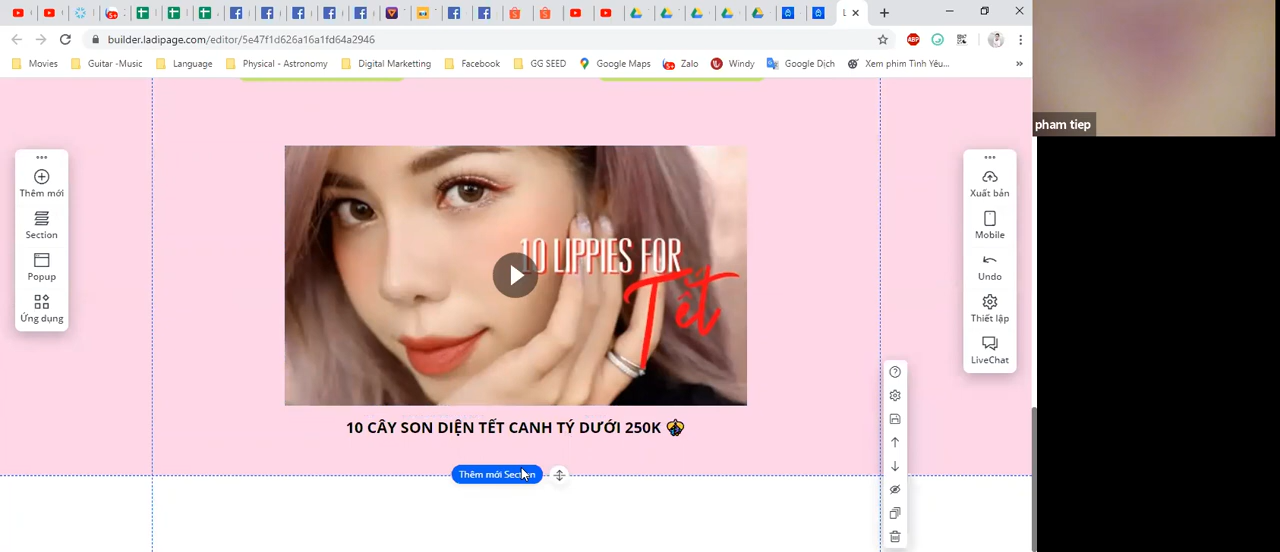 L
builder.ladipage.com/editor/5e47f1d626a16a1fd64a2946
ABP
Movies
Guitar -Music
Language
Physical - Astronomy
Digital Marketting
Facebook
GG SEED
Google Maps
Zalo
Windy
Google Dịch
Xem phim Tình Yêu...
»
pham tiep
Thêm mới
Section
Popup
Ứng dụng
Xuất bản
Mobile
Undo
Thiết lập
LiveChat
10 LIPPIES FOR
Tết
10 CÂY SON DIỆN TẾT CANH TÝ DƯỚI 250K
Thêm mới Section